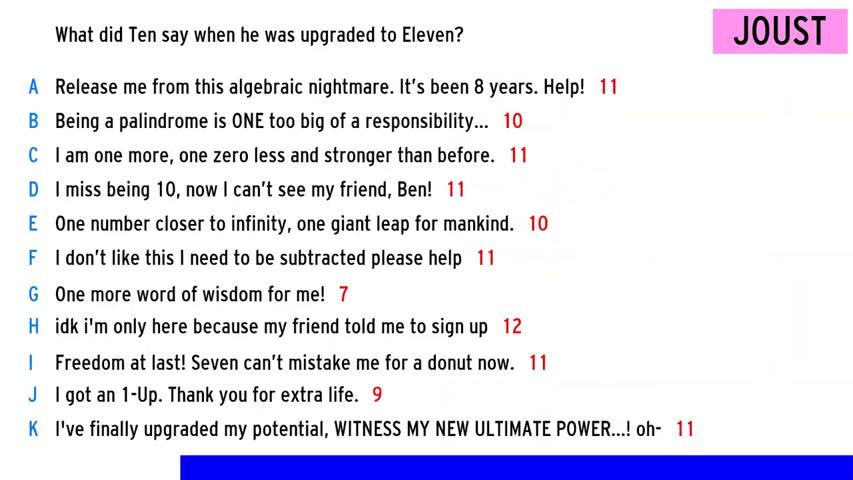 What did Ten say when he was upgraded to Eleven?
JOUST
A Release me from this algebraic nightmare. It's been 8 years. Help! 11
B Being a palindrome is ONE too big of a responsibility... 10
C I am one more, one zero less and stronger than before. 11
D I miss being 10, now I can't see my friend, Ben! 11
E One number closer to infinity, one giant leap for mankind. 10
F I don't like this I need to be subtracted please help 11
G One more word of wisdom for me! 7
H idk i'm only here because my friend told me to sign up 12
I Freedom at last! Seven can't mistake me for a donut now. 11
J I got an 1-Up. Thank you for extra life. 9
K I've finally upgraded my potential, WITNESS MY NEW ULTIMATE POWER...! oh- 11